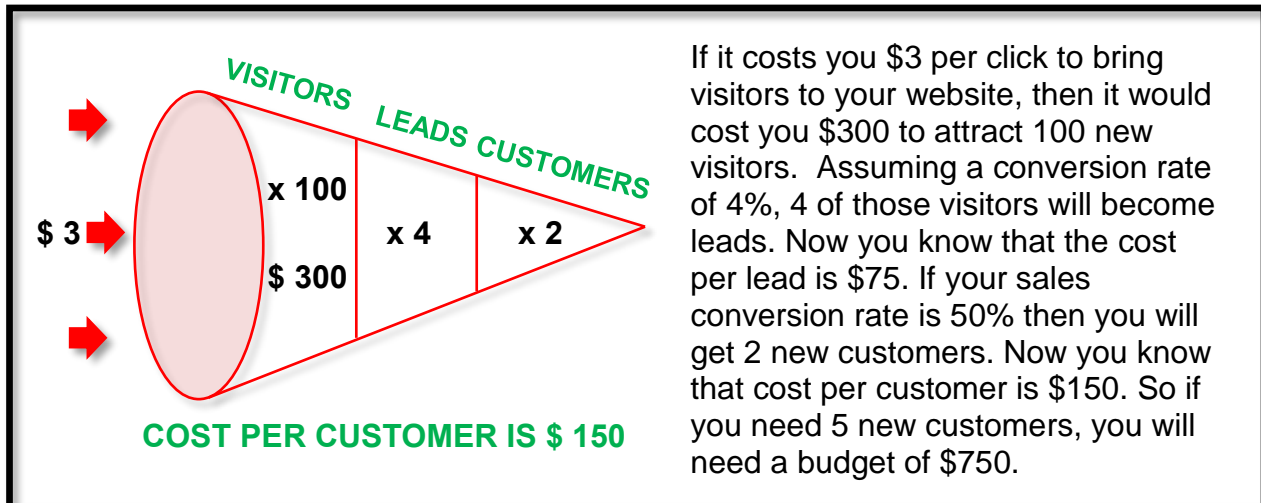 VISITORS
LEADS
CUSTOMERS
x 100
$ 3
x 4
x 2
$ 300
COST PER CUSTOMER IS $ 150
If it costs you $3 per click to bring
visitors to your website, then it would
cost you $300 to attract 100 new
visitors.  Assuming a conversion rate
of 4%, 4 of those visitors will become
leads. Now you know that the cost
per lead is $75. If your sales
conversion rate is 50% then you will
get 2 new customers. Now you know
that cost per customer is $150. So if
you need 5 new customers, you will
need a budget of $750.